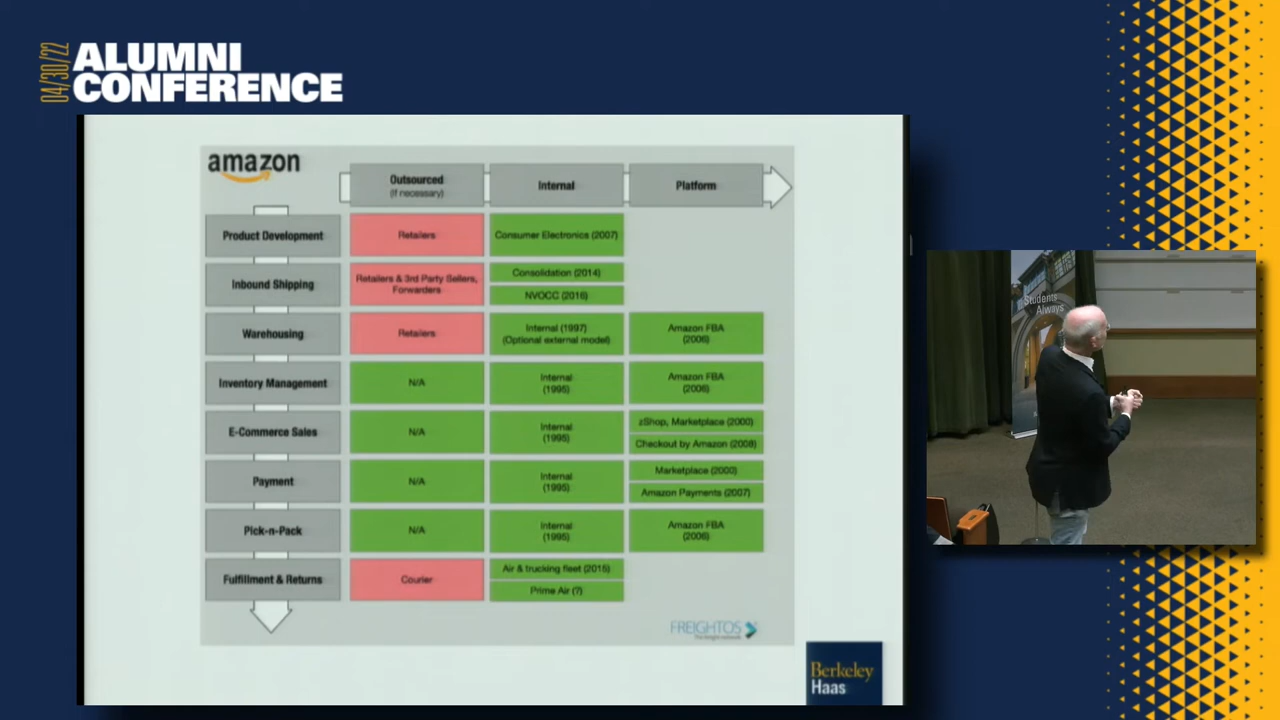 04/30/22
ALUMNI
CONFERENCE
amazon
Outsourced
(if necessary)
Internal
Platform
Product Development
Retailers
Consumer Electronics (2007)
Inbound Shipping
Retailers & 3rd Party Sellers,
Forwarders
Consolidation (2014)
NVOCC (2016)
Warehousing
Retailers
Internal (1997)
(Optional external model)
Amazon FBA
(2006)
Inventory Management
N/A
Internal
(1995)
Amazon FBA
(2006)
E-Commerce Sales
N/A
Internal
(1995)
zShop, Marketplace (2000)
Checkout by Amazon (2008)
Payment
N/A
Internal
(1995)
Marketplace (2000)
Amazon Payments (2007)
Pick-n-Pack
N/A
Internal
(1995)
Amazon FBA
(2006)
Fulfillment & Returns
Courier
Air & trucking fleet (2015)
Prime Air (?)
FREIGHTOS
The freight network
Berkeley
Haas
Students
Always